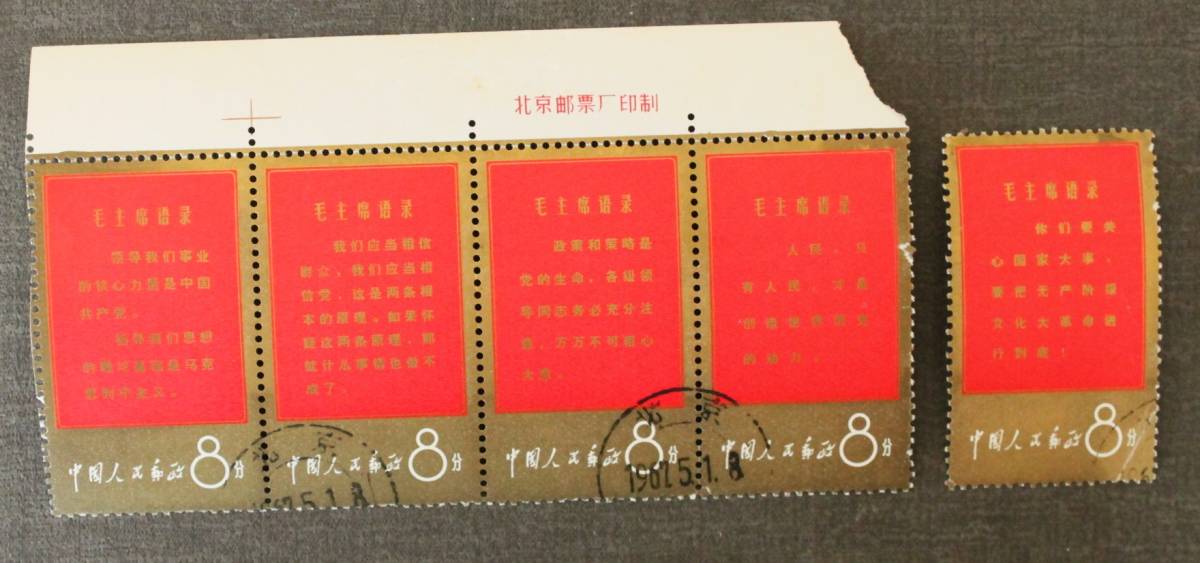 北京邮票厂印制
毛主席语录
领导我们事业
的核心力量是中国
共产党。
指导我们思想
的理论基础是马克
思列宁主义。
中国人民邮政 8分
毛主席语录
我们应当相信
群众，我们应当相
信党，这是两条根
本的原理。如果怀
疑这两条原理，那
就什么事情也做不
成了。
中国人民邮政 8分
毛主席语录
政策和策略是
党的生命，各级领
导同志务必充分注
意，万万不可粗心
大意。
中国人民邮政 8分
毛主席语录
人民，只
有人民，才是
创造世界历史
的动力。
中国人民邮政 8分
毛主席语录
你们要关
心国家大事，
要把无产阶级
文化大革命进
行到底！
中国人民邮政 8分
北京
1967.5.1.8